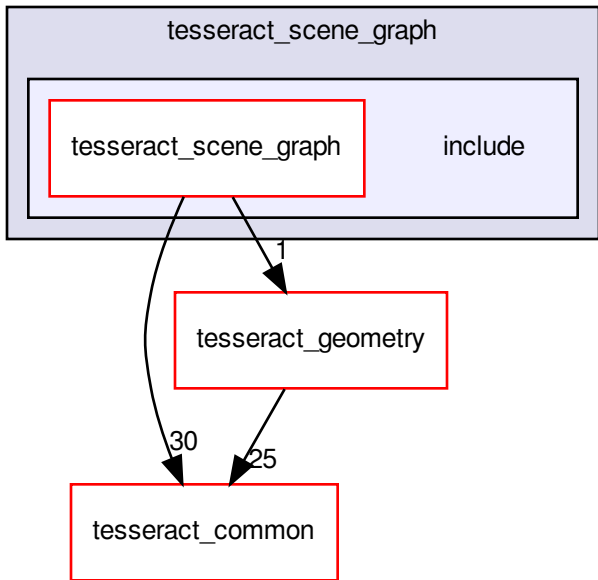 tesseract_scene_graph
tesseract_scene_graph
include
1
tesseract_geometry
30
25
tesseract_common